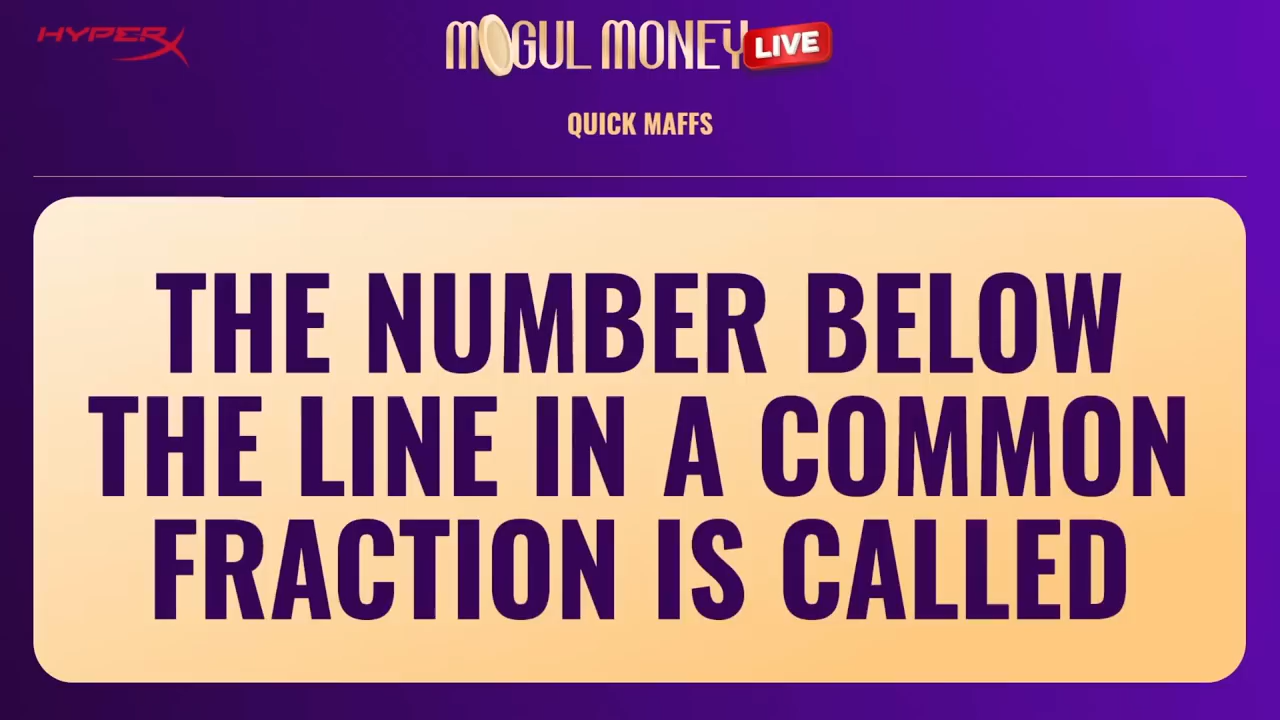 HYPERX
MOGUL MONEY LIVE
QUICK MAFFS
THE NUMBER BELOW
THE LINE IN A COMMON
FRACTION IS CALLED